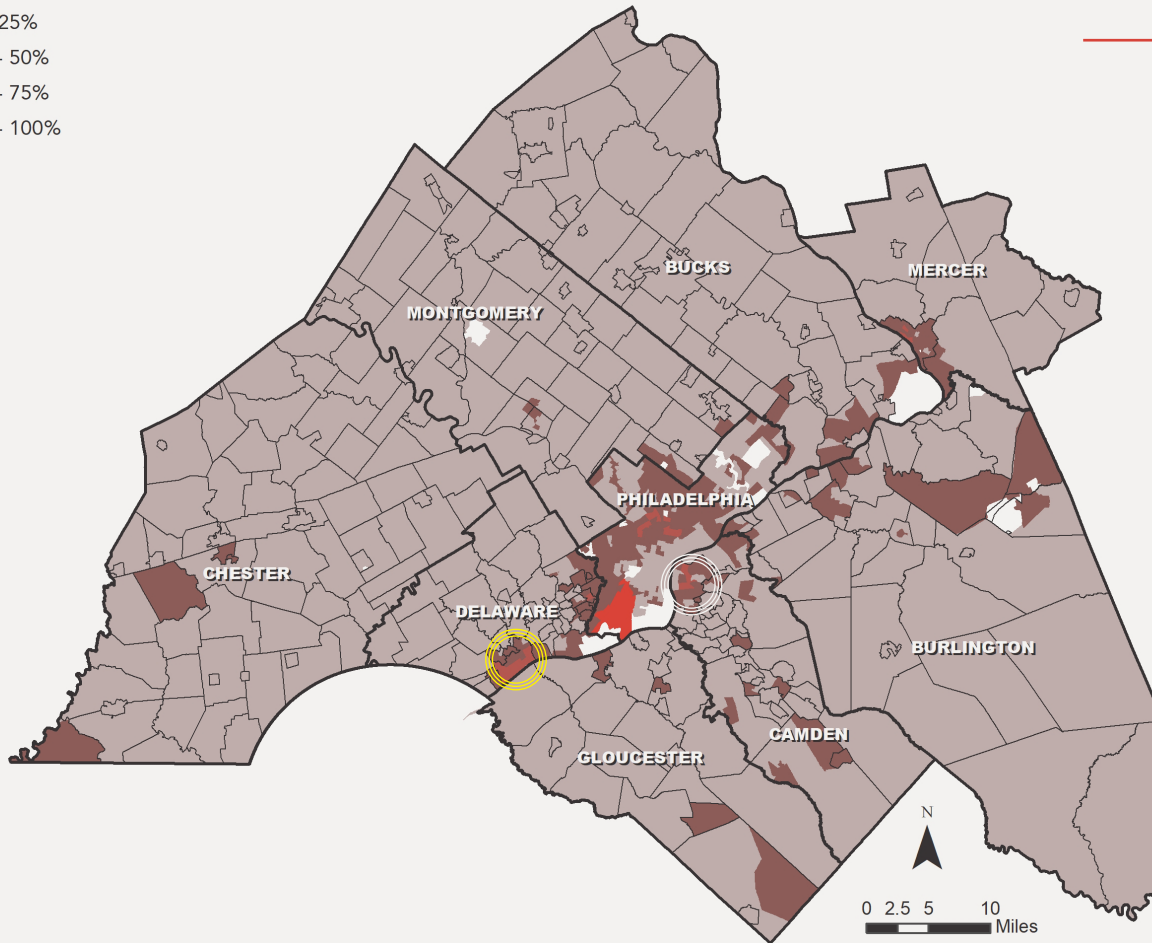 25%
- 50%
- 75%
- 100%
BUCKS
MERCER
MONTGOMERY
PHILADELPHIA
CHESTER
DELAWARE
BURLINGTON
CAMDEN
GLOUCESTER
N
0 2.5 5 10
Miles